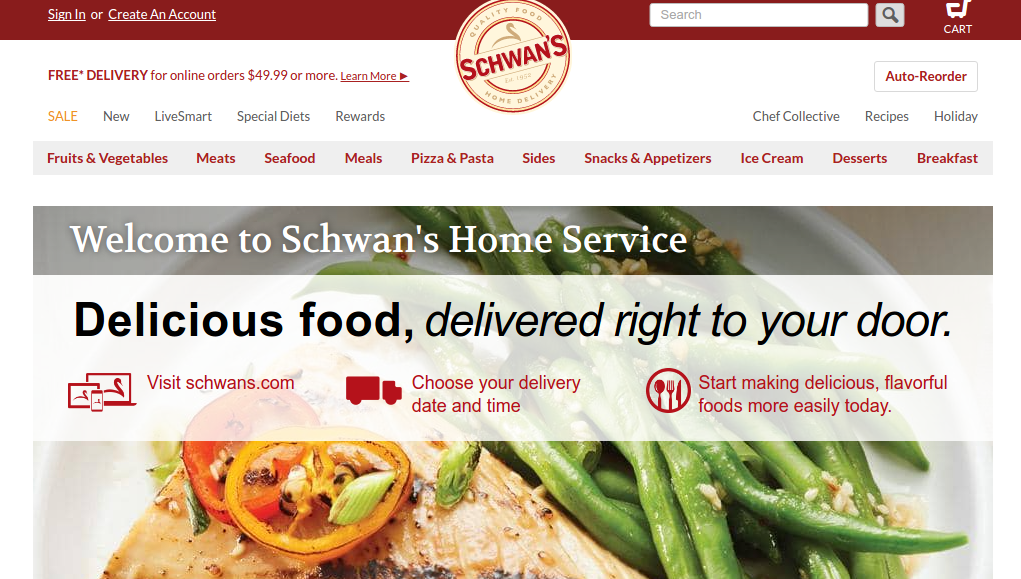 Sign In or Create An Account
Search
CART
QUALITY FOOD
SCHWAN'S
HOME DELIVERY
FREE* DELIVERY for online orders $49.99 or more. Learn More ►
Auto-Reorder
SALE New LiveSmart Special Diets Rewards
Chef Collective Recipes Holiday
Fruits & Vegetables Meats Seafood Meals Pizza & Pasta Sides Snacks & Appetizers Ice Cream Desserts Breakfast
Welcome to Schwan's Home Service
Delicious food, delivered right to your door.
Visit schwans.com
Choose your delivery
date and time
Start making delicious, flavorful
foods more easily today.